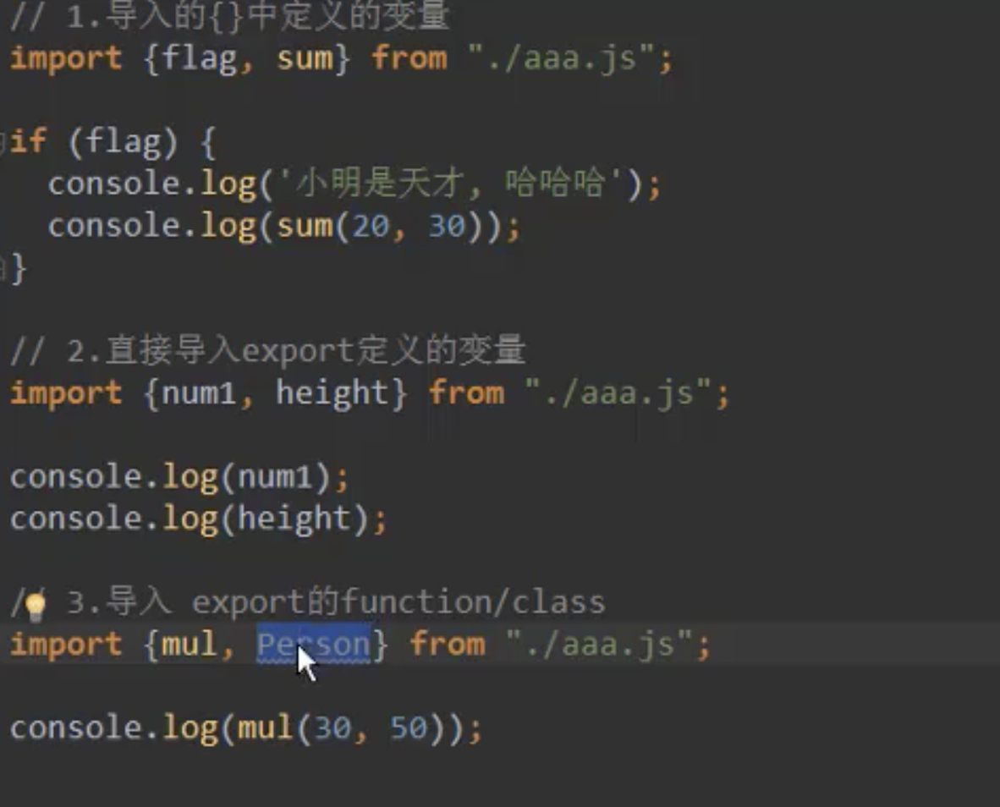 // 1.导入的{}中定义的变量
import {flag, sum} from "./aaa.js";
if (flag) {
console.log('小明是天才, 哈哈哈');
console.log(sum(20, 30));
}
// 2.直接导入export定义的变量
import {num1, height} from "./aaa.js";
console.log(num1);
console.log(height);
// 3.导入 export的function/class
import {mul, Person} from "./aaa.js";
console.log(mul(30, 50));